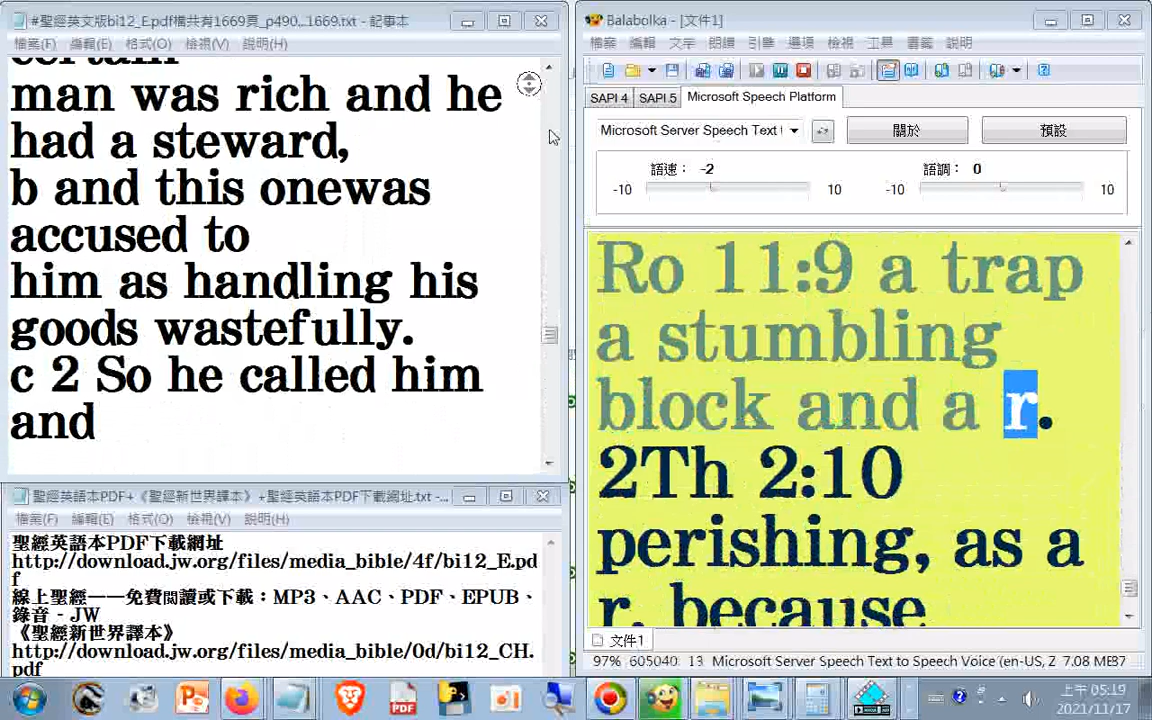 #聖經英文版bi12_E.pdf檔共有1669頁_p490,..1669.txt - 記事本
檔案(F) 編輯(E) 格式(O) 檢視(V) 說明(H)
certain
man was rich and he
had a steward,
b and this onewas
accused to
him as handling his
goods wastefully.
c 2 So he called him
and
聖經英語本PDF+《聖經新世界譯本》+聖經英語本PDF下載網址.txt - ...
檔案(F) 編輯(E) 格式(O) 檢視(V) 說明(H)
聖經英語本PDF下載網址
http://download.jw.org/files/media_bible/4f/bi12_E.pd
f
線上聖經——免費閱讀或下載：MP3、AAC、PDF、EPUB、
錄音 - JW
《聖經新世界譯本》
http://download.jw.org/files/media_bible/0d/bi12_CH.
pdf
Balabolka - [文件1]
檔案 編輯 文字 朗讀 引擎 選項 檢視 工具 書籤 說明
SAPI 4 SAPI 5 Microsoft Speech Platform
Microsoft Server Speech Text 關於 預設
語速： -2 語調： 0
-10 10 -10 10
Ro 11:9 a trap
a stumbling
block and a r.
2Th 2:10
perishing, as a
r. because
文件1
97% 605040 13 Microsoft Server Speech Text to Speech Voice (en-US, Z 7.08 MB
上午 05:19
2021/11/17